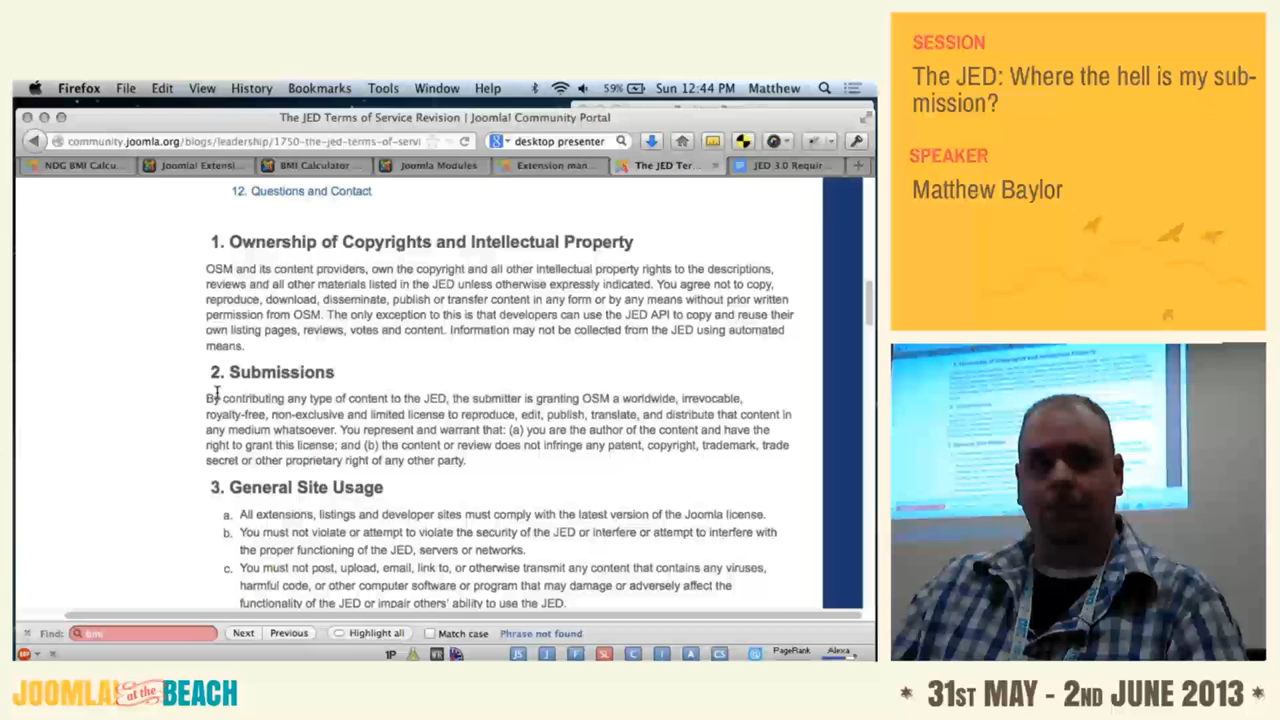 SESSION
The JED: Where the hell is my sub-
mission?
SPEAKER
Matthew Baylor
Firefox File Edit View History Bookmarks Tools Window Help 59% Sun 12:44 PM Matthew
The JED Terms of Service Revision | Joomla! Community Portal
community.joomla.org/blogs/leadership/1750-the-jed-terms-of-servi
desktop presenter
NDG BMI Calcu... Joomla! Extensi... BMI Calculator ... Joomla Modules Extension man... The JED Ter... JED 3.0 Requir...
12. Questions and Contact
1. Ownership of Copyrights and Intellectual Property
OSM and its content providers, own the copyright and all other intellectual property rights to the descriptions,
reviews and all other materials listed in the JED unless otherwise expressly indicated. You agree not to copy,
reproduce, download, disseminate, publish or transfer content in any form or by any means without prior written
permission from OSM. The only exception to this is that developers can use the JED API to copy and reuse their
own listing pages, reviews, votes and content. Information may not be collected from the JED using automated
means.
2. Submissions
By contributing any type of content to the JED, the submitter is granting OSM a worldwide, irrevocable,
royalty-free, non-exclusive and limited license to reproduce, edit, publish, translate, and distribute that content in
any medium whatsoever. You represent and warrant that: (a) you are the author of the content and have the
right to grant this license; and (b) the content or review does not infringe any patent, copyright, trademark, trade
secret or other proprietary right of any other party.
3. General Site Usage
a. All extensions, listings and developer sites must comply with the latest version of the Joomla license.
b. You must not violate or attempt to violate the security of the JED or interfere or attempt to interfere with
the proper functioning of the JED, servers or networks.
c. You must not post, upload, email, link to, or otherwise transmit any content that contains any viruses,
harmful code, or other computer software or program that may damage or adversely affect the
functionality of the JED or impair others' ability to use the JED.
Find: Next Previous Highlight all Match case Phrase not found
1P JS J F SL C I A CS PageRank Alexa
JOOMLA! at the BEACH
* 31ST MAY - 2ND JUNE 2013 *